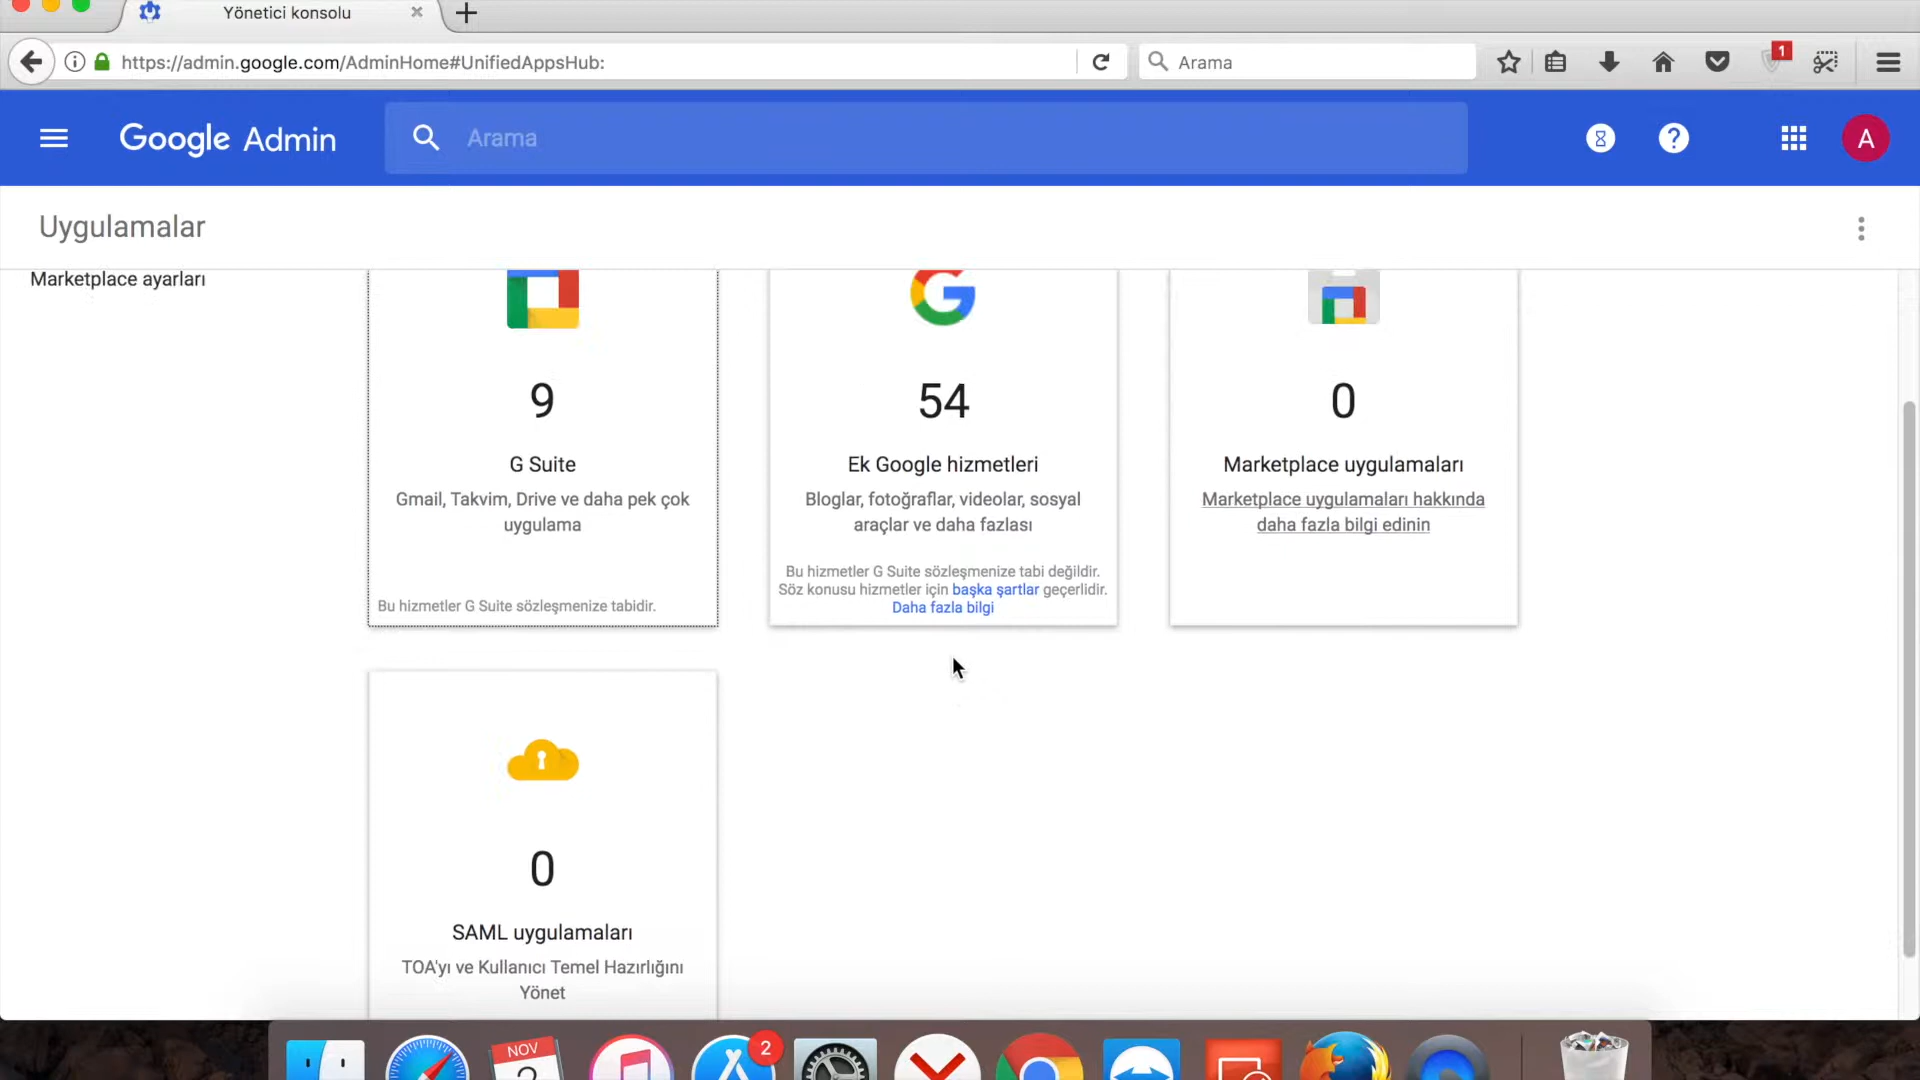 Yönetici konsolu
https://admin.google.com/AdminHome#UnifiedAppsHub:
Arama
1
Google Admin
Arama
A
Uygulamalar
Marketplace ayarları
9
G Suite
Gmail, Takvim, Drive ve daha pek çok
uygulama
Bu hizmetler G Suite sözleşmenize tabidir.
54
Ek Google hizmetleri
Bloglar, fotoğraflar, videolar, sosyal
araçlar ve daha fazlası
Bu hizmetler G Suite sözleşmenize tabi değildir.
Söz konusu hizmetler için başka şartlar geçerlidir.
Daha fazla bilgi
0
Marketplace uygulamaları
Marketplace uygulamaları hakkında
daha fazla bilgi edinin
0
SAML uygulamaları
TOA'yı ve Kullanıcı Temel Hazırlığını
Yönet
NOV
2